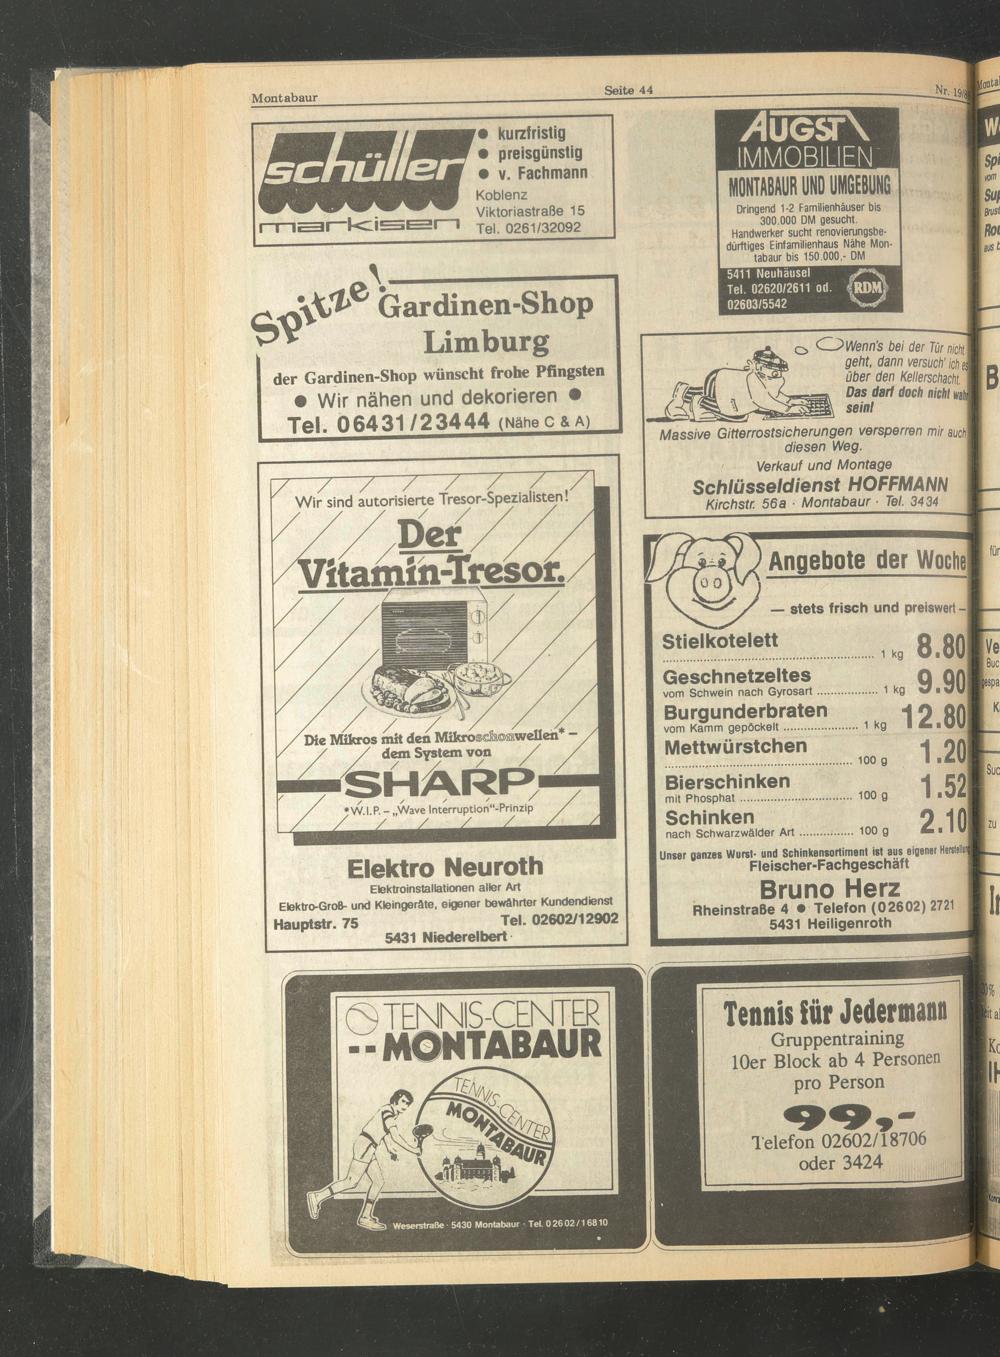 Montabaur
Seite 44
Nr. 19/8
schüller
markisen
● kurzfristig
● preisgünstig
● v. Fachmann
Koblenz
Viktoriastraße 15
Tel. 0261/32092
Spitze!
Gardinen-Shop
Limburg
der Gardinen-Shop wünscht frohe Pfingsten
● Wir nähen und dekorieren ●
Tel. 06431/23444 (Nähe C & A)
Wir sind autorisierte Tresor-Spezialisten!
Der
Vitamin-Tresor.
Die Mikros mit den Mikroschonwellen* –
dem System von
SHARP
*W.I.P. – „Wave Interruption“-Prinzip
Elektro Neuroth
Elektroinstallationen aller Art
Elektro-Groß- und Kleingeräte, eigener bewährter Kundendienst
Hauptstr. 75 Tel. 02602/12902
5431 Niederelbert
AUGST
IMMOBILIEN
MONTABAUR UND UMGEBUNG
Dringend 1-2 Familienhäuser bis
300.000 DM gesucht.
Handwerker sucht renovierungsbe-
dürftiges Einfamilienhaus Nähe Mon-
tabaur bis 150.000,- DM
5411 Neuhäusel
Tel. 02620/2611 od.
02603/5542
RDM
Wenn's bei der Tür nicht
geht, dann versuch' ich es
über den Kellerschacht.
Das darf doch nicht wahr
sein!
Massive Gitterrostsicherungen versperren mir auch
diesen Weg.
Verkauf und Montage
Schlüsseldienst HOFFMANN
Kirchstr. 56a · Montabaur · Tel. 3434
Angebote der Woche
— stets frisch und preiswert –
Stielkotelett
1 kg 8.80
Geschnetzeltes
vom Schwein nach Gyrosart 1 kg 9.90
Burgunderbraten
vom Kamm gepöckelt 1 kg 12.80
Mettwürstchen
100 g 1.20
Bierschinken
mit Phosphat 100 g 1.52
Schinken
nach Schwarzwälder Art 100 g 2.10
Unser ganzes Wurst- und Schinkensortiment ist aus eigener Herstellung
Fleischer-Fachgeschäft
Bruno Herz
Rheinstraße 4 ● Telefon (02602) 2721
5431 Heiligenroth
TENNIS-CENTER
MONTABAUR
TENNIS-CENTER
MONTABAUR
Weserstraße · 5430 Montabaur · Tel. 02602/16810
Tennis für Jedermann
Gruppentraining
10er Block ab 4 Personen
pro Person
99,-
Telefon 02602/18706
oder 3424